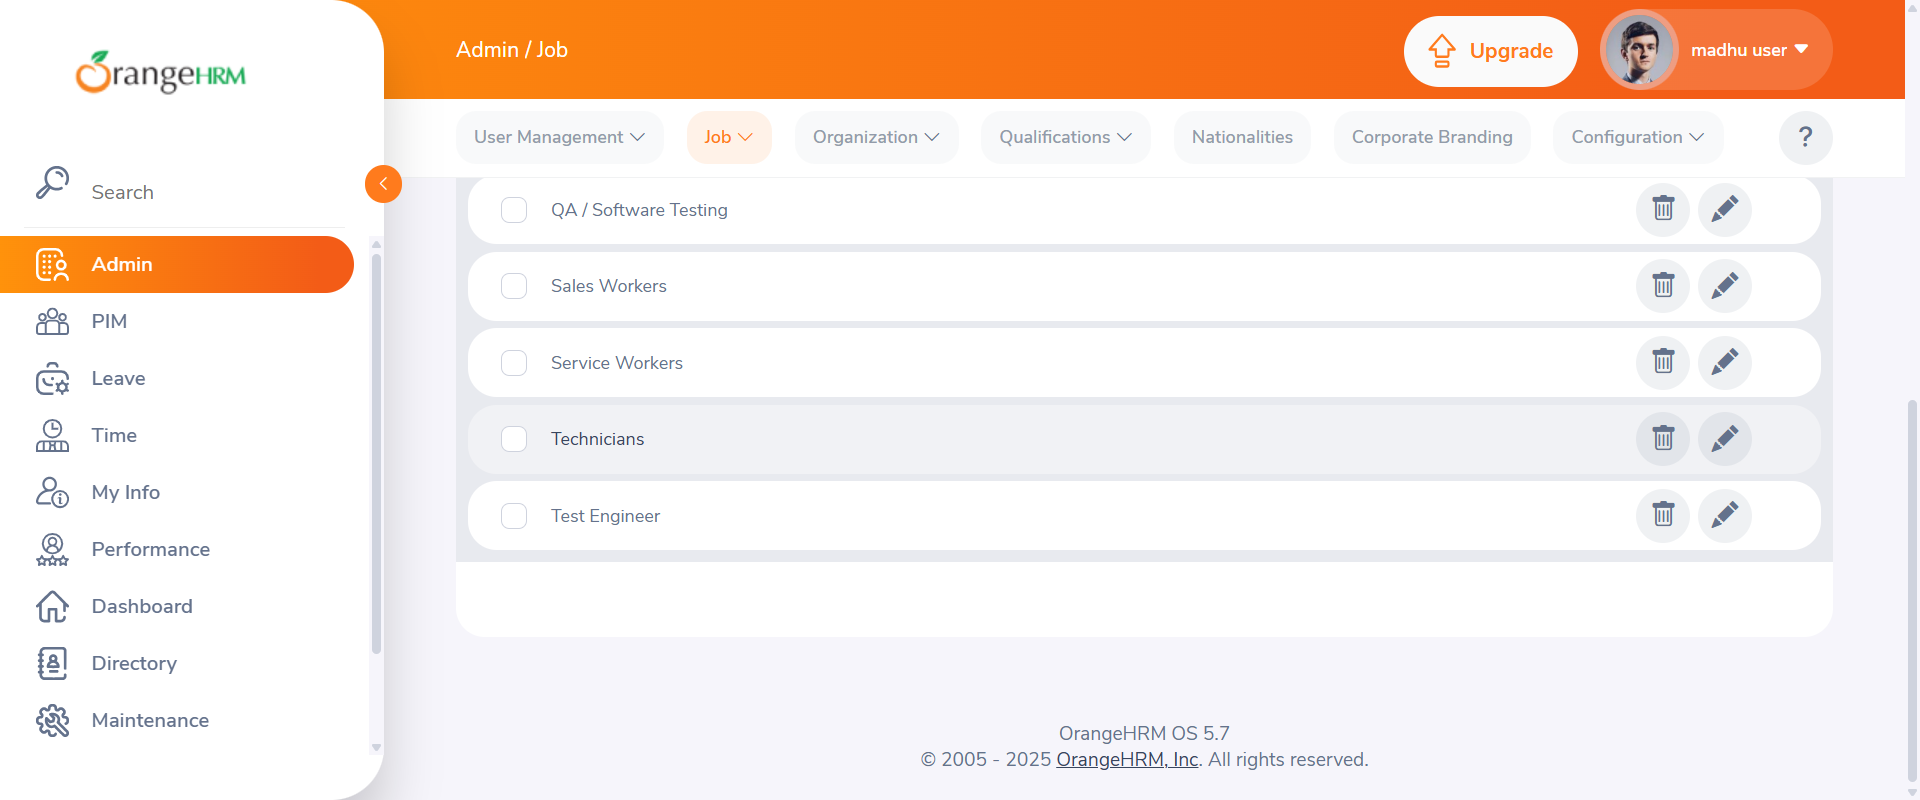 OrangeHRM
Admin / Job
Upgrade
madhu user
User Management
Job
Organization
Qualifications
Nationalities
Corporate Branding
Configuration
?
Search
Admin
PIM
Leave
Time
My Info
Performance
Dashboard
Directory
Maintenance
QA / Software Testing
Sales Workers
Service Workers
Technicians
Test Engineer
OrangeHRM OS 5.7
© 2005 - 2025 OrangeHRM, Inc. All rights reserved.